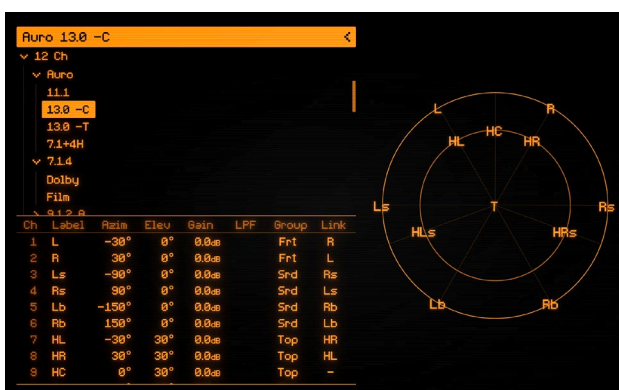 Auro 13.0 -C <
12 Ch
Auro
11.1
13.0 -C
13.0 -T
7.1+4H
7.1.4
Dolby
Film
Ch Label Azim Elev Gain LPF Group Link
1 L -30° 0° 0.0dB Frt R
2 R 30° 0° 0.0dB Frt L
3 Ls -90° 0° 0.0dB Srd Rs
4 Rs 90° 0° 0.0dB Srd Ls
5 Lb -150° 0° 0.0dB Srd Rb
6 Rb 150° 0° 0.0dB Srd Lb
7 HL -30° 30° 0.0dB Top HR
8 HR 30° 30° 0.0dB Top HL
9 HC 0° 30° 0.0dB Top -
L R
HC
HL HR
Ls T Rs
HLs HRs
Lb Rb